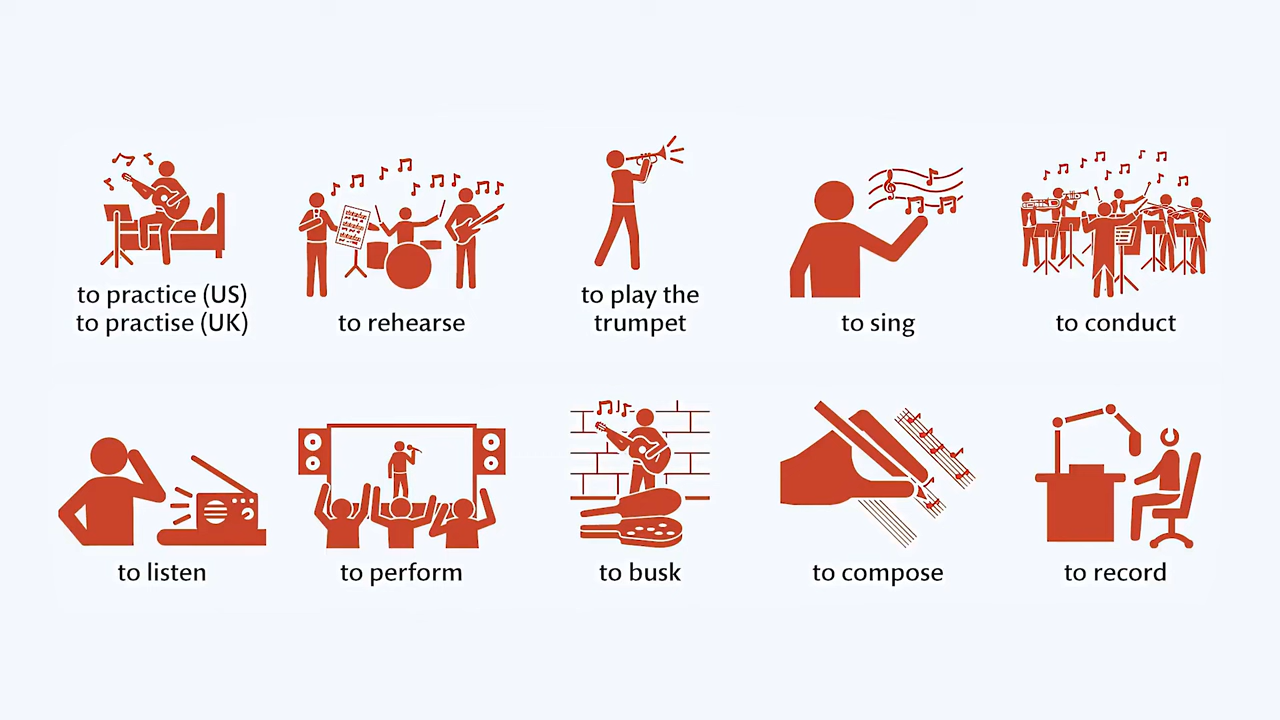 to practice (US)
to practise (UK)
to rehearse
to play the
trumpet
to sing
to conduct
to listen
to perform
to busk
to compose
to record